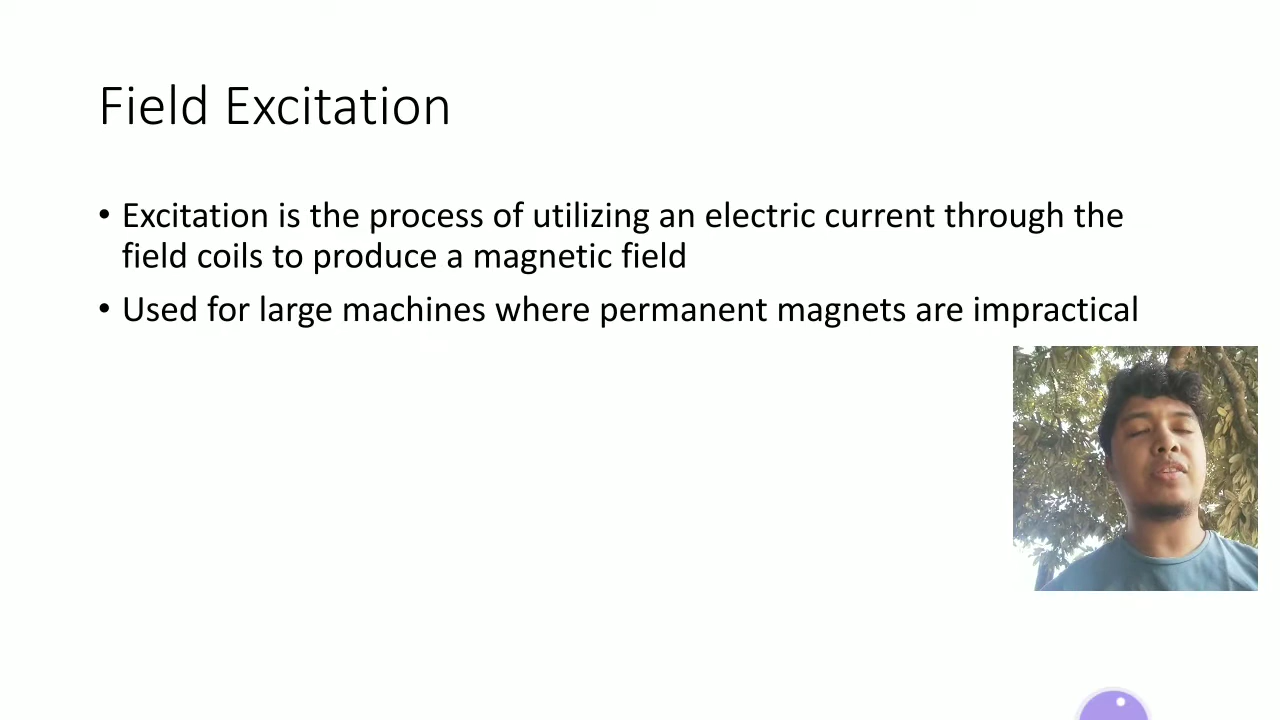 Field Excitation
• Excitation is the process of utilizing an electric current through the
field coils to produce a magnetic field
• Used for large machines where permanent magnets are impractical